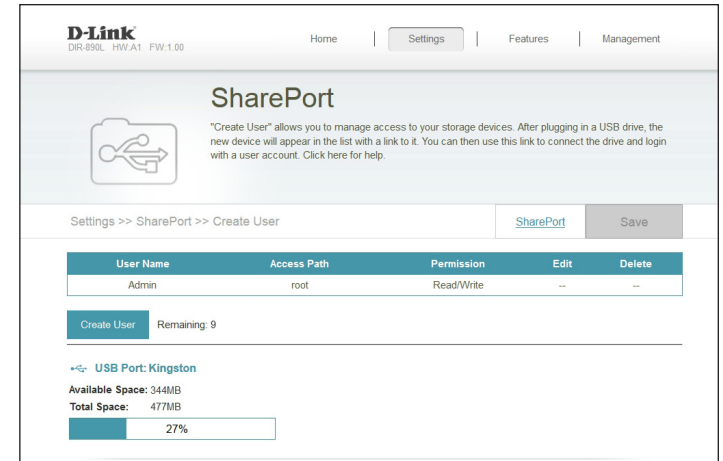 D-Link
DIR-890L HW:A1 FW:1.00
Home
Settings
Features
Management
SharePort
"Create User" allows you to manage access to your storage devices. After plugging in a USB drive, the
new device will appear in the list with a link to it. You can then use this link to connect the drive and login
with a user account. Click here for help.
Settings >> SharePort >> Create User
SharePort
Save
User Name Access Path Permission Edit Delete
Admin root Read/Write -- --
Create User Remaining: 9
USB Port: Kingston
Available Space: 344MB
Total Space: 477MB
27%